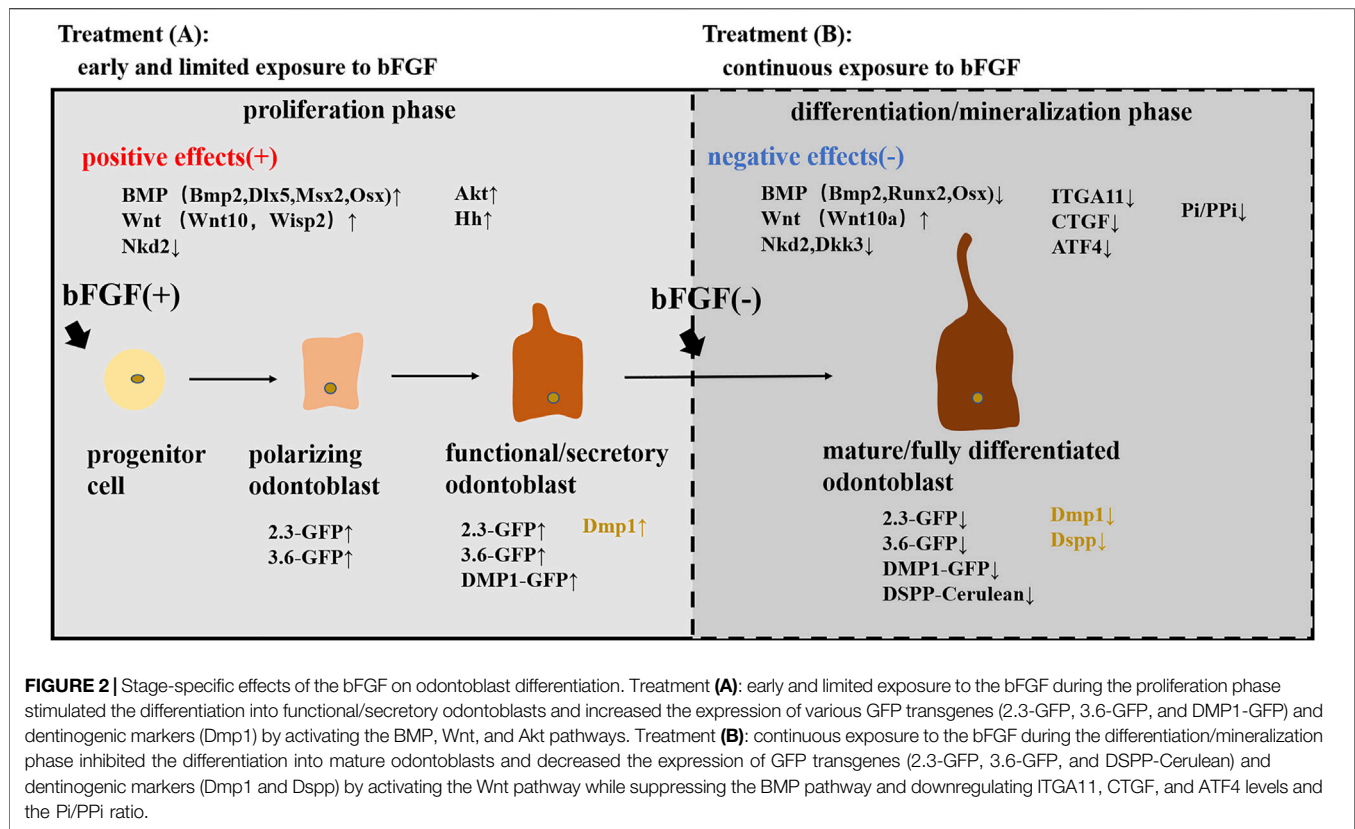 Treatment (A):
early and limited exposure to bFGF
Treatment (B):
continuous exposure to bFGF
proliferation phase
positive effects(+)
BMP （Bmp2,Dlx5,Msx2,Osx)↑
Wnt （Wnt10， Wisp2） ↑
Nkd2↓
Akt↑
Hh↑
bFGF(+)
progenitor
cell
polarizing
odontoblast
2.3-GFP↑
3.6-GFP↑
functional/secretory
odontoblast
2.3-GFP↑
3.6-GFP↑
DMP1-GFP↑
Dmp1↑
differentiation/mineralization phase
negative effects(-)
BMP （Bmp2,Runx2,Osx)↓
Wnt （Wnt10a） ↑
Nkd2,Dkk3↓
ITGA11↓
CTGF↓
ATF4↓
Pi/PPi↓
bFGF(-)
mature/fully differentiated
odontoblast
2.3-GFP↓
3.6-GFP↓
DMP1-GFP↓
DSPP-Cerulean↓
Dmp1↓
Dspp↓
FIGURE 2 | Stage-specific effects of the bFGF on odontoblast differentiation. Treatment (A): early and limited exposure to the bFGF during the proliferation phase
stimulated the differentiation into functional/secretory odontoblasts and increased the expression of various GFP transgenes (2.3-GFP, 3.6-GFP, and DMP1-GFP) and
dentinogenic markers (Dmp1) by activating the BMP, Wnt, and Akt pathways. Treatment (B): continuous exposure to the bFGF during the differentiation/mineralization
phase inhibited the differentiation into mature odontoblasts and decreased the expression of GFP transgenes (2.3-GFP, 3.6-GFP, and DSPP-Cerulean) and
dentinogenic markers (Dmp1 and Dspp) by activating the Wnt pathway while suppressing the BMP pathway and downregulating ITGA11, CTGF, and ATF4 levels and
the Pi/PPi ratio.